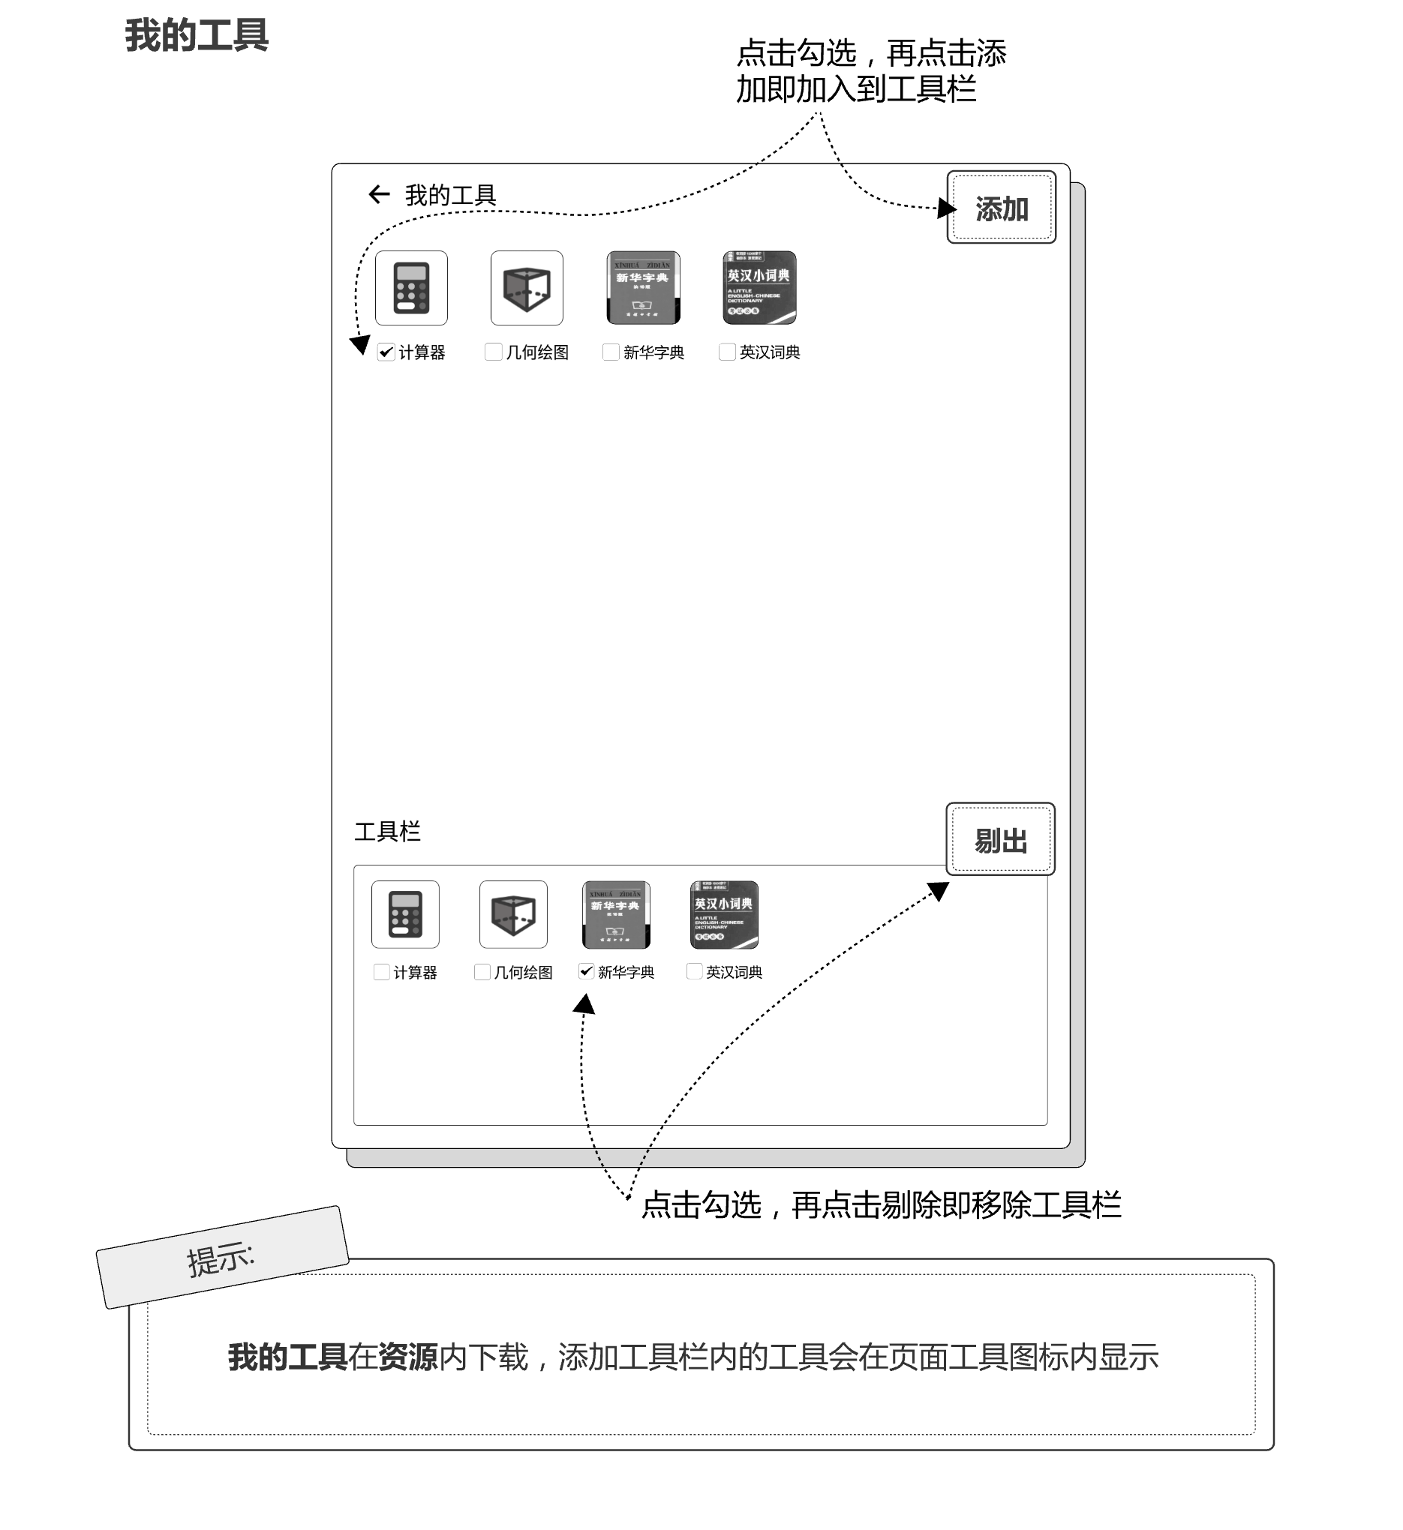 我的工具
点击勾选，再点击添
加即加入到工具栏
我的工具
添加
XINHUA ZIDIAN
新华字典
英汉小词典
A LITTLE
ENGLISH-CHINESE
DICTIONARY
计算器
几何绘图
新华字典
英汉词典
工具栏
剔出
XINHUA ZIDIAN
新华字典
英汉小词典
A LITTLE
ENGLISH-CHINESE
DICTIONARY
计算器
几何绘图
新华字典
英汉词典
点击勾选，再点击剔除即移除工具栏
提示:
我的工具在资源内下载，添加工具栏内的工具会在页面工具图标内显示